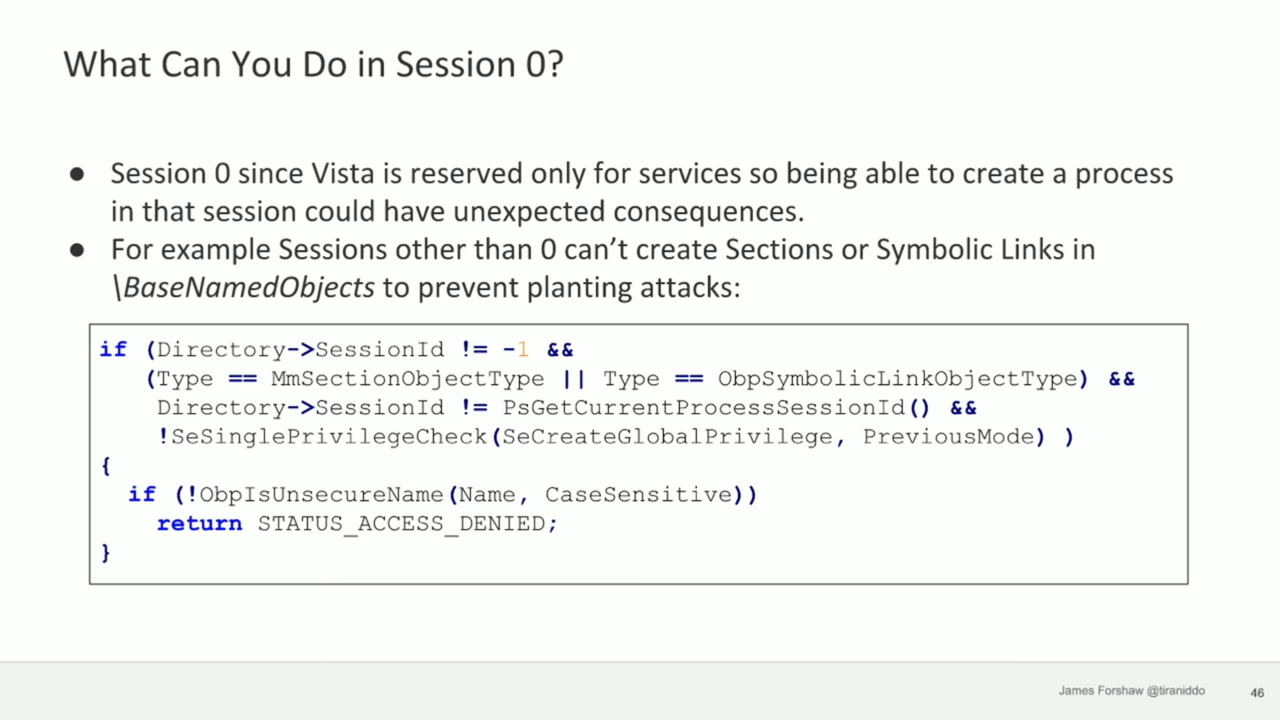 What Can You Do in Session 0?
● Session 0 since Vista is reserved only for services so being able to create a process
in that session could have unexpected consequences.
● For example Sessions other than 0 can’t create Sections or Symbolic Links in
\BaseNamedObjects to prevent planting attacks:
if (Directory->SessionId != -1 &&
(Type == MmSectionObjectType || Type == ObpSymbolicLinkObjectType) &&
Directory->SessionId != PsGetCurrentProcessSessionId() &&
!SeSinglePrivilegeCheck(SeCreateGlobalPrivilege, PreviousMode) )
{
if (!ObpIsUnsecureName(Name, CaseSensitive))
return STATUS_ACCESS_DENIED;
}
James Forshaw @tiraniddo 46